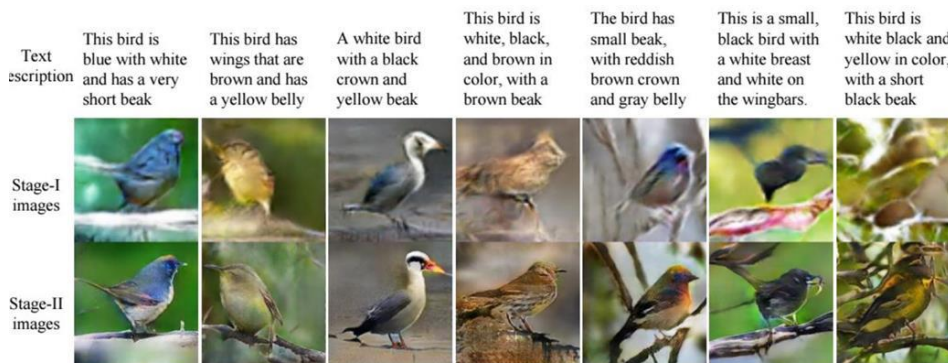 Text
escription
This bird is
blue with white
and has a very
short beak
This bird has
wings that are
brown and has
a yellow belly
A white bird
with a black
crown and
yellow beak
This bird is
white, black,
and brown in
color, with a
brown beak
The bird has
small beak,
with reddish
brown crown
and gray belly
This is a small,
black bird with
a white breast
and white on
the wingbars.
This bird is
white black and
yellow in color,
with a short
black beak
Stage-I
images
Stage-II
images